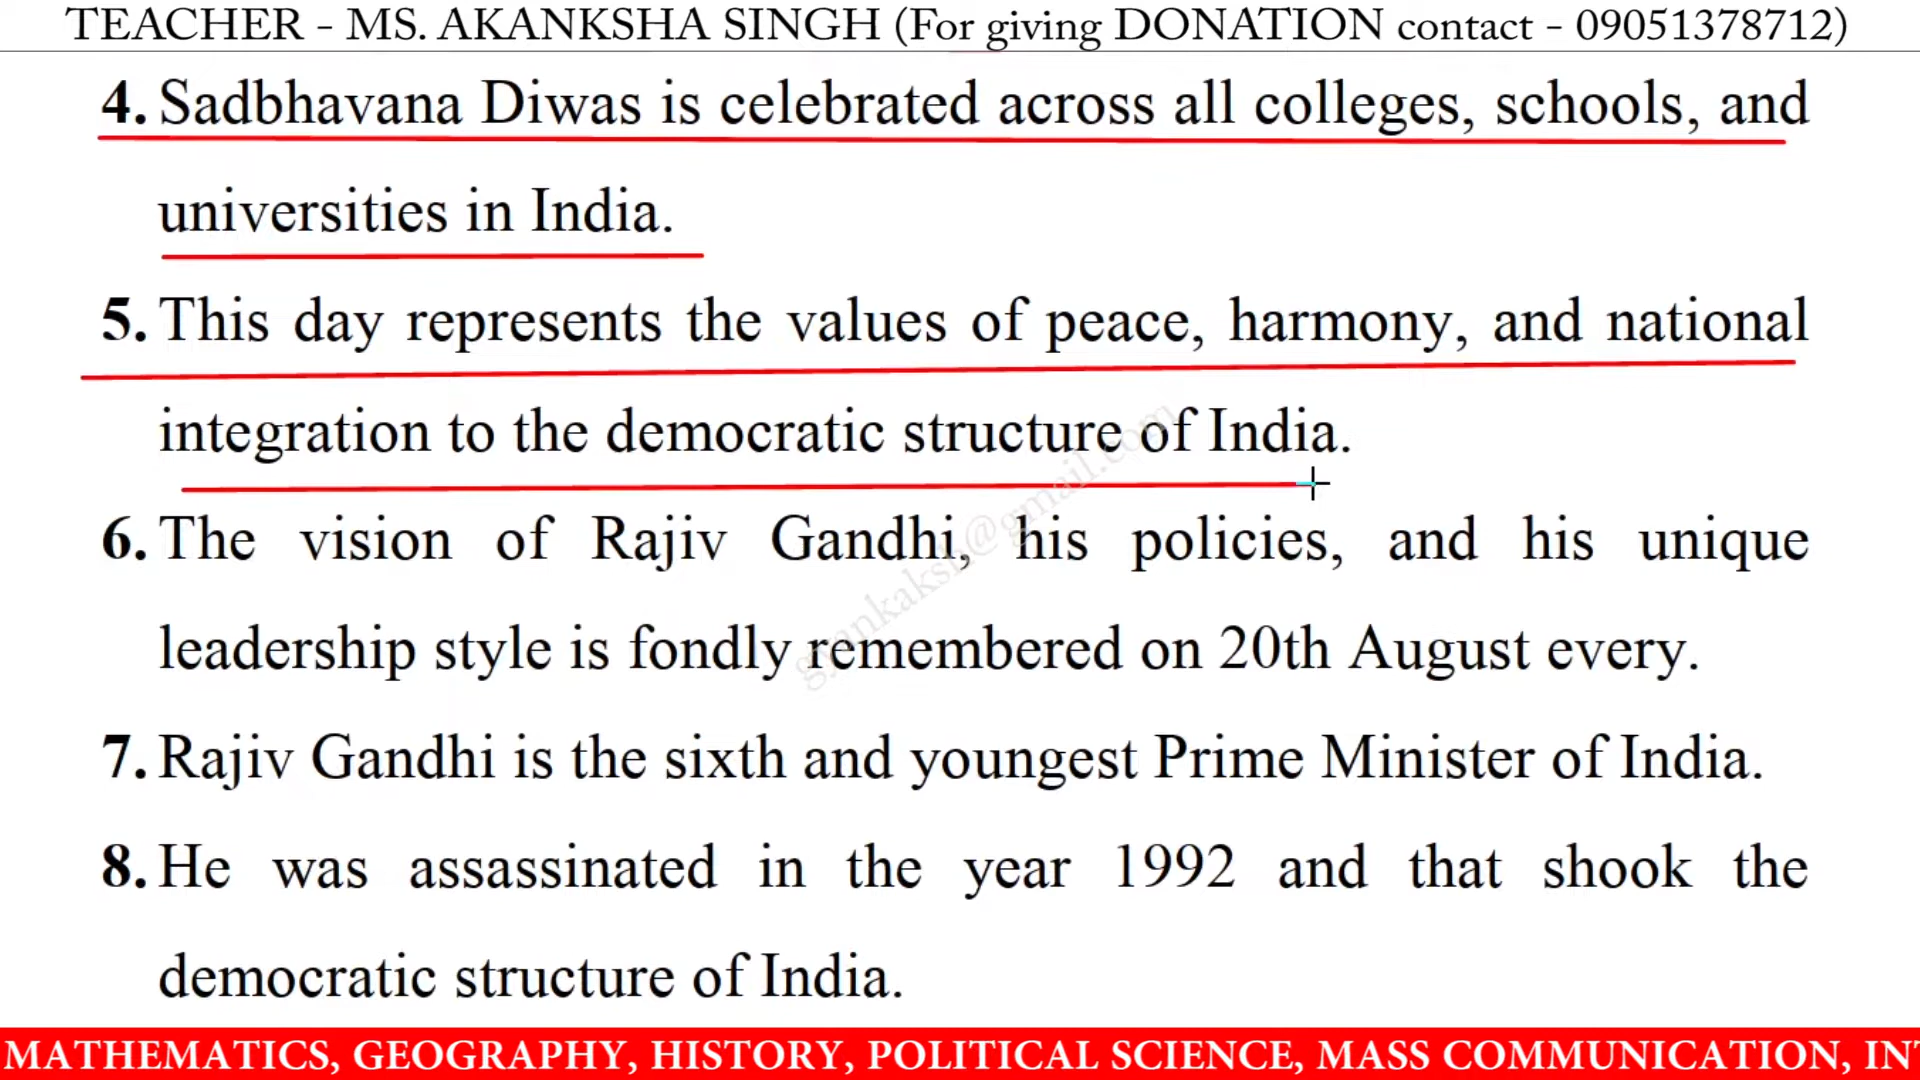 TEACHER - MS. AKANKSHA SINGH (For giving DONATION contact - 09051378712)
4. Sadbhavana Diwas is celebrated across all colleges, schools, and
universities in India.
5. This day represents the values of peace, harmony, and national
integration to the democratic structure of India.
6. The vision of Rajiv Gandhi, his policies, and his unique
leadership style is fondly remembered on 20th August every.
7. Rajiv Gandhi is the sixth and youngest Prime Minister of India.
8. He was assassinated in the year 1992 and that shook the
democratic structure of India.
gyankaksh@gmail.com
MATHEMATICS, GEOGRAPHY, HISTORY, POLITICAL SCIENCE, MASS COMMUNICATION, INT